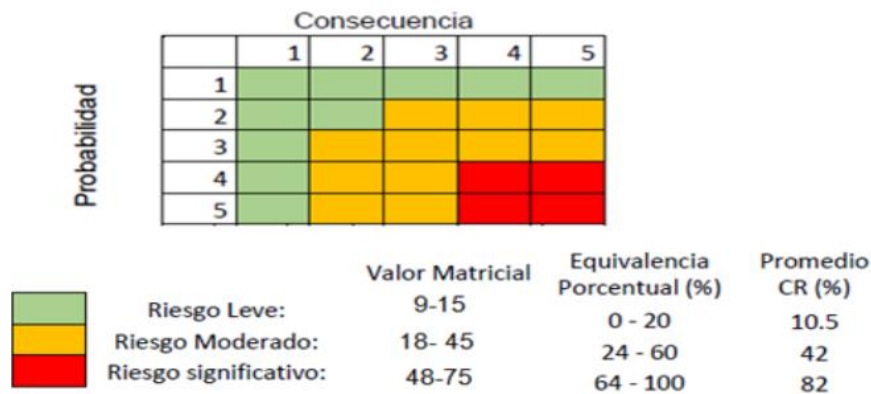 Consecuencia
1 2 3 4 5
Probabilidad
1
2
3
4
5
Valor Matricial Equivalencia Porcentual (%) Promedio CR (%)
Riesgo Leve: 9-15 0 - 20 10.5
Riesgo Moderado: 18- 45 24 - 60 42
Riesgo significativo: 48-75 64 - 100 82